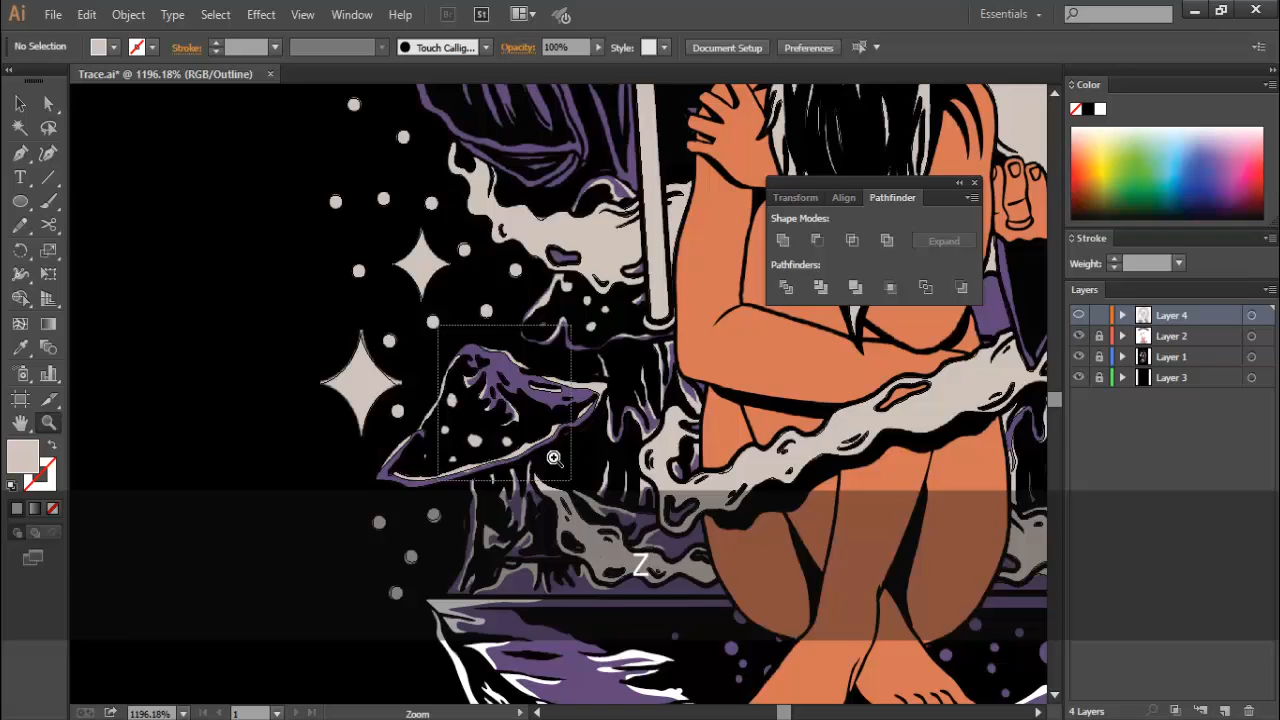 Ai File Edit Object Type Select Effect View Window Help Br St Essentials
No Selection Stroke: Touch Callig... Opacity: 100% Style: Document Setup Preferences
Trace.ai* @ 1196.18% (RGB/Outline)
Color
Transform Align Pathfinder
Shape Modes:
Expand
Stroke
Weight:
Pathfinders:
Layers
Layer 4
Layer 2
Layer 1
Layer 3
Z
1196.18% 1 Zoom 4 Layers